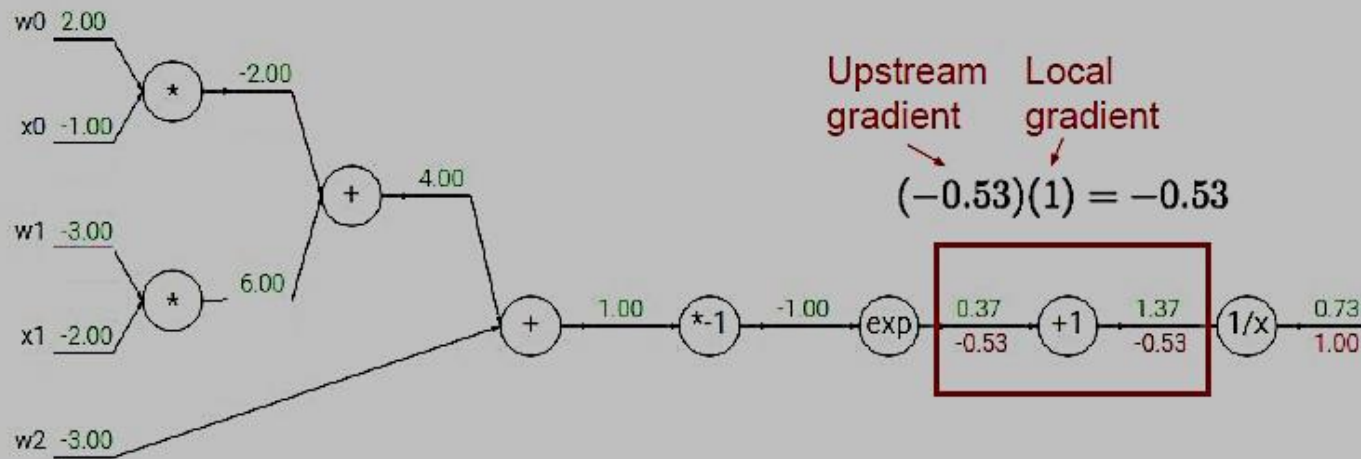 w0 2.00
-2.00
*
x0 -1.00
Upstream gradient
Local gradient
(−0.53)(1) = −0.53
4.00
+
w1 -3.00
6.00
*
x1 -2.00
+ 1.00 *-1 -1.00 exp 0.37 +1 1.37 1/x 0.73
-0.53 -0.53 1.00
w2 -3.00